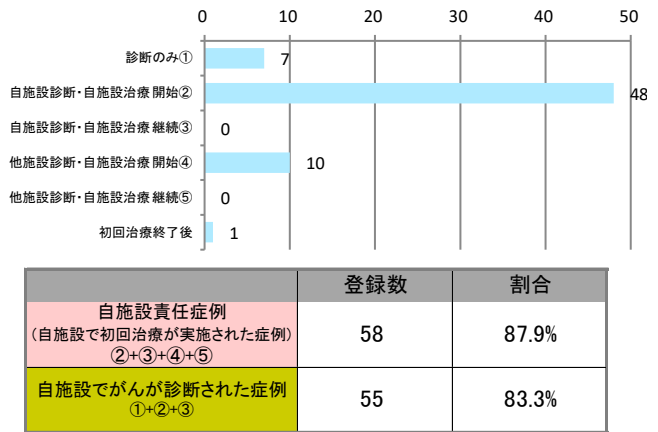 0 10 20 30 40 50
診断のみ① 7
自施設診断・自施設治療 開始② 48
自施設診断・自施設治療 継続③ 0
他施設診断・自施設治療 開始④ 10
他施設診断・自施設治療 継続⑤ 0
初回治療終了後 1
登録数 割合
自施設責任症例
(自施設で初回治療が実施された症例)
②+③+④+⑤
58 87.9%
自施設でがんが診断された症例
①+②+③
55 83.3%